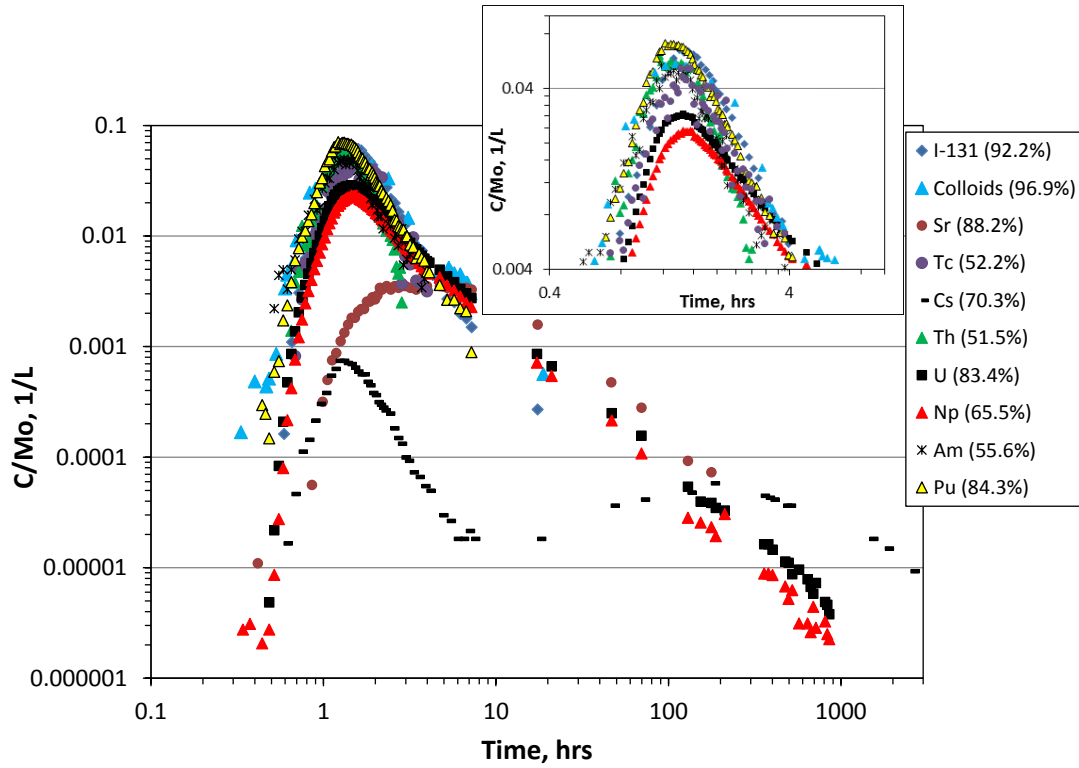 0.04
0.004
0.4
4
C/Mo, 1/L
Time, hrs
0.1
0.01
0.001
0.0001
0.00001
0.000001
0.1
1
10
100
1000
C/Mo, 1/L
Time, hrs
I-131 (92.2%)
Colloids (96.9%)
Sr (88.2%)
Tc (52.2%)
Cs (70.3%)
Th (51.5%)
U (83.4%)
Np (65.5%)
Am (55.6%)
Pu (84.3%)